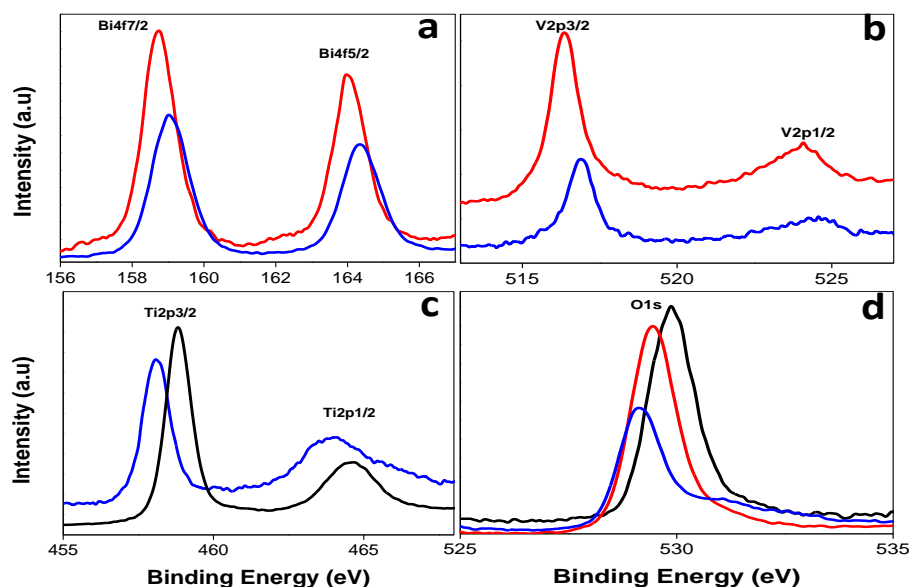 Bi4f7/2
Bi4f5/2
a
V2p3/2
V2p1/2
b
Intensity (a.u)
156 158 160 162 164 166
515 520 525
Ti2p3/2
Ti2p1/2
c
O1s
d
Intensity (a.u)
455 460 465 52
525 530 535
Binding Energy (eV)
Binding Energy (eV)